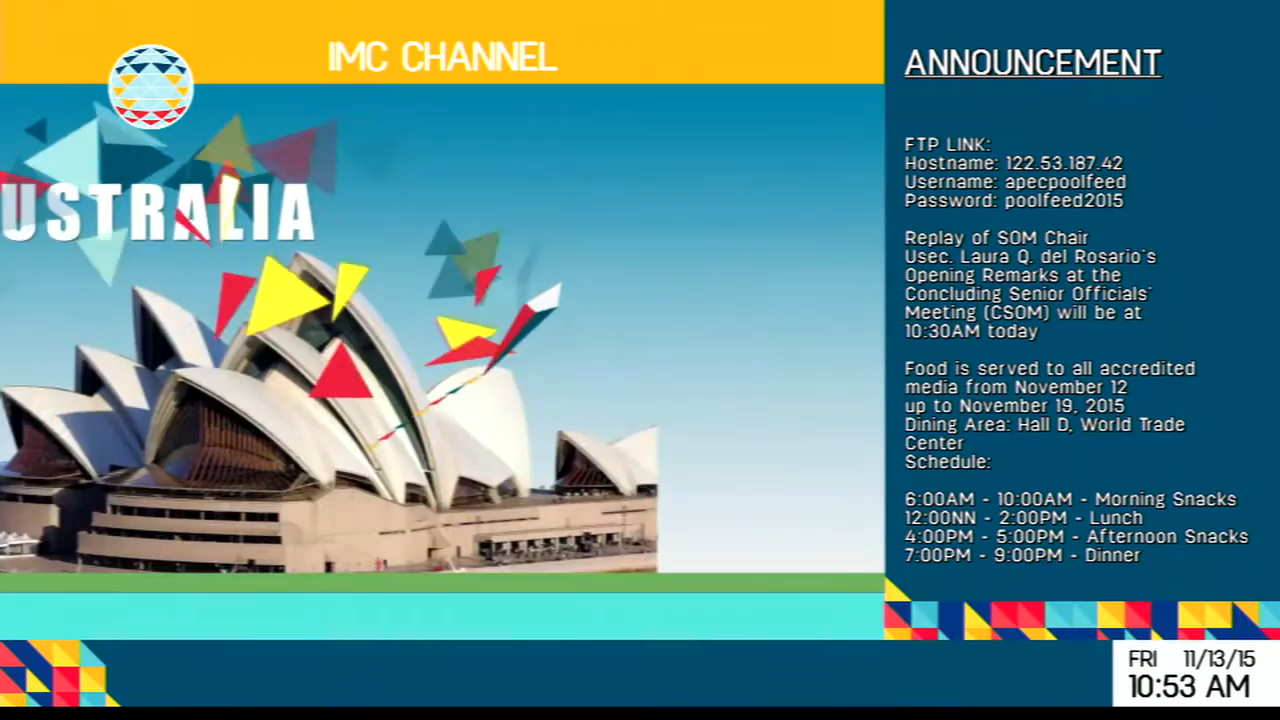 IMC CHANNEL
USTRALIA
ANNOUNCEMENT
FTP LINK:
Hostname: 122.53.187.42
Username: apecpoolfeed
Password: poolfeed2015
Replay of SOM Chair
Usec. Laura Q. del Rosario's
Opening Remarks at the
Concluding Senior Officials'
Meeting (CSOM) will be at
10:30AM today
Food is served to all accredited
media from November 12
up to November 19, 2015
Dining Area: Hall D, World Trade
Center
Schedule:
6:00AM - 10:00AM - Morning Snacks
12:00NN - 2:00PM - Lunch
4:00PM - 5:00PM - Afternoon Snacks
7:00PM - 9:00PM - Dinner
FRI 11/13/15
10:53 AM